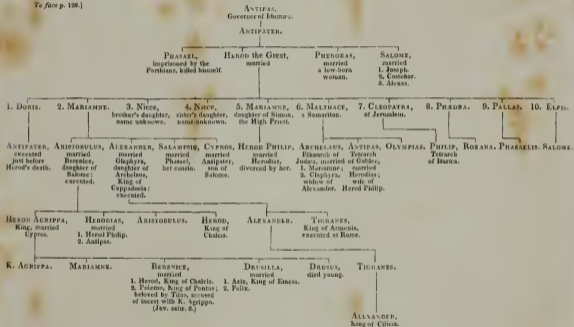 To face p. 129.]
ANTIPAS,
Governor of Idumæa.
ANTIPATER.
PHASAEL, imprisoned by the Parthians, killed himself.
HEROD the Great, married
PHERORAS, married a low-born woman.
SALOME, married 1. Joseph. 2. Costobar. 3. Alexas.
1. DORIS.
2. MARIAMNE.
3. Niece, brother's daughter, name unknown.
4. Niece, sister's daughter, name unknown.
5. MARIAMNE, daughter of Simon, the High Priest.
6. MALTHACE, a Samaritan.
7. CLEOPATRA, of Jerusalem.
8. PHÆDRA.
9. PALLAS.
10. ELPIS.
ANTIPATER, executed just before Herod's death.
ARISTOBULUS, married Berenice, daughter of Salome: executed.
ALEXANDER, married Glaphyra, daughter of Archelaus, King of Cappadocia: executed.
SALAMPSIO, married Phasael, her cousin.
CYPROS, married Antipater, son of Salome.
HEROD PHILIP, married Herodias, divorced by her.
ARCHELAUS, Ethnarch of Judæa, married 1. Mariamne; 2. Glaphyra, widow of Alexander.
ANTIPAS, Tetrarch of Galilee, married Herodias; wife of Herod Philip.
OLYMPIAS.
PHILIP, Tetrarch of Ituræa.
ROXANA.
PHASAELIS.
SALOME.
HEROD AGRIPPA, King, married Cypros.
HERODIAS, married 1. Herod Philip. 2. Antipas.
ARISTOBULUS.
HEROD, King of Chalcis.
ALEXANDER.
TIGRANES, King of Armenia, executed at Rome.
K. AGRIPPA.
MARIAMNE.
BERENICE, married 1. Herod, King of Chalcis. 2. Polemo, King of Pontus; beloved by Titus, accused of incest with K. Agrippa. (Juv. satir. 6.)
DRUSILLA, married 1. Aziz, King of Emesa. 2. Felix.
DRUSUS, died young.
TIGRANES.
ALEXANDER, King of Cilicia.